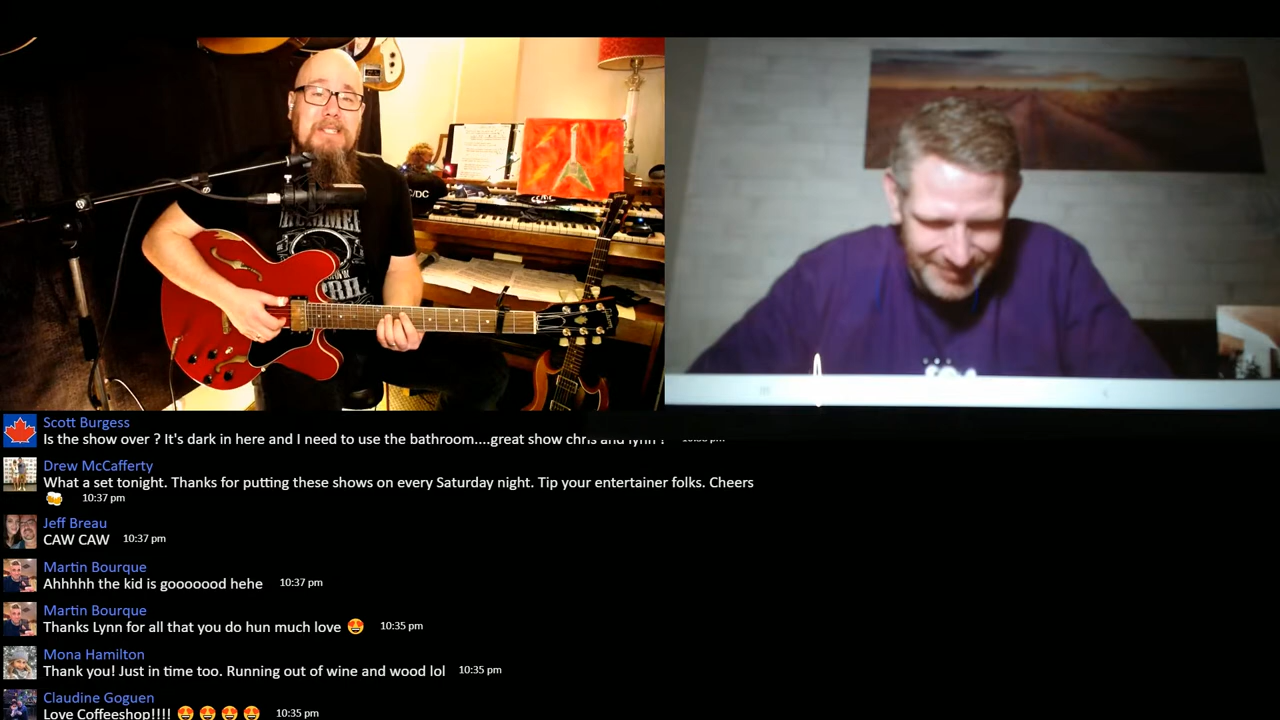 /DC
Scott Burgess
Is the show over ? It's dark in here and I need to use the bathroom....great show chris and lynn !
Drew McCafferty
What a set tonight. Thanks for putting these shows on every Saturday night. Tip your entertainer folks. Cheers
🍻 10:37 pm
Jeff Breau
CAW CAW 10:37 pm
Martin Bourque
Ahhhhh the kid is gooooood hehe 10:37 pm
Martin Bourque
Thanks Lynn for all that you do hun much love 🤩 10:35 pm
Mona Hamilton
Thank you! Just in time too. Running out of wine and wood lol 10:35 pm
Claudine Goguen
Love Coffeeshop!!!! 🤩 🤩 🤩 🤩 10:35 pm